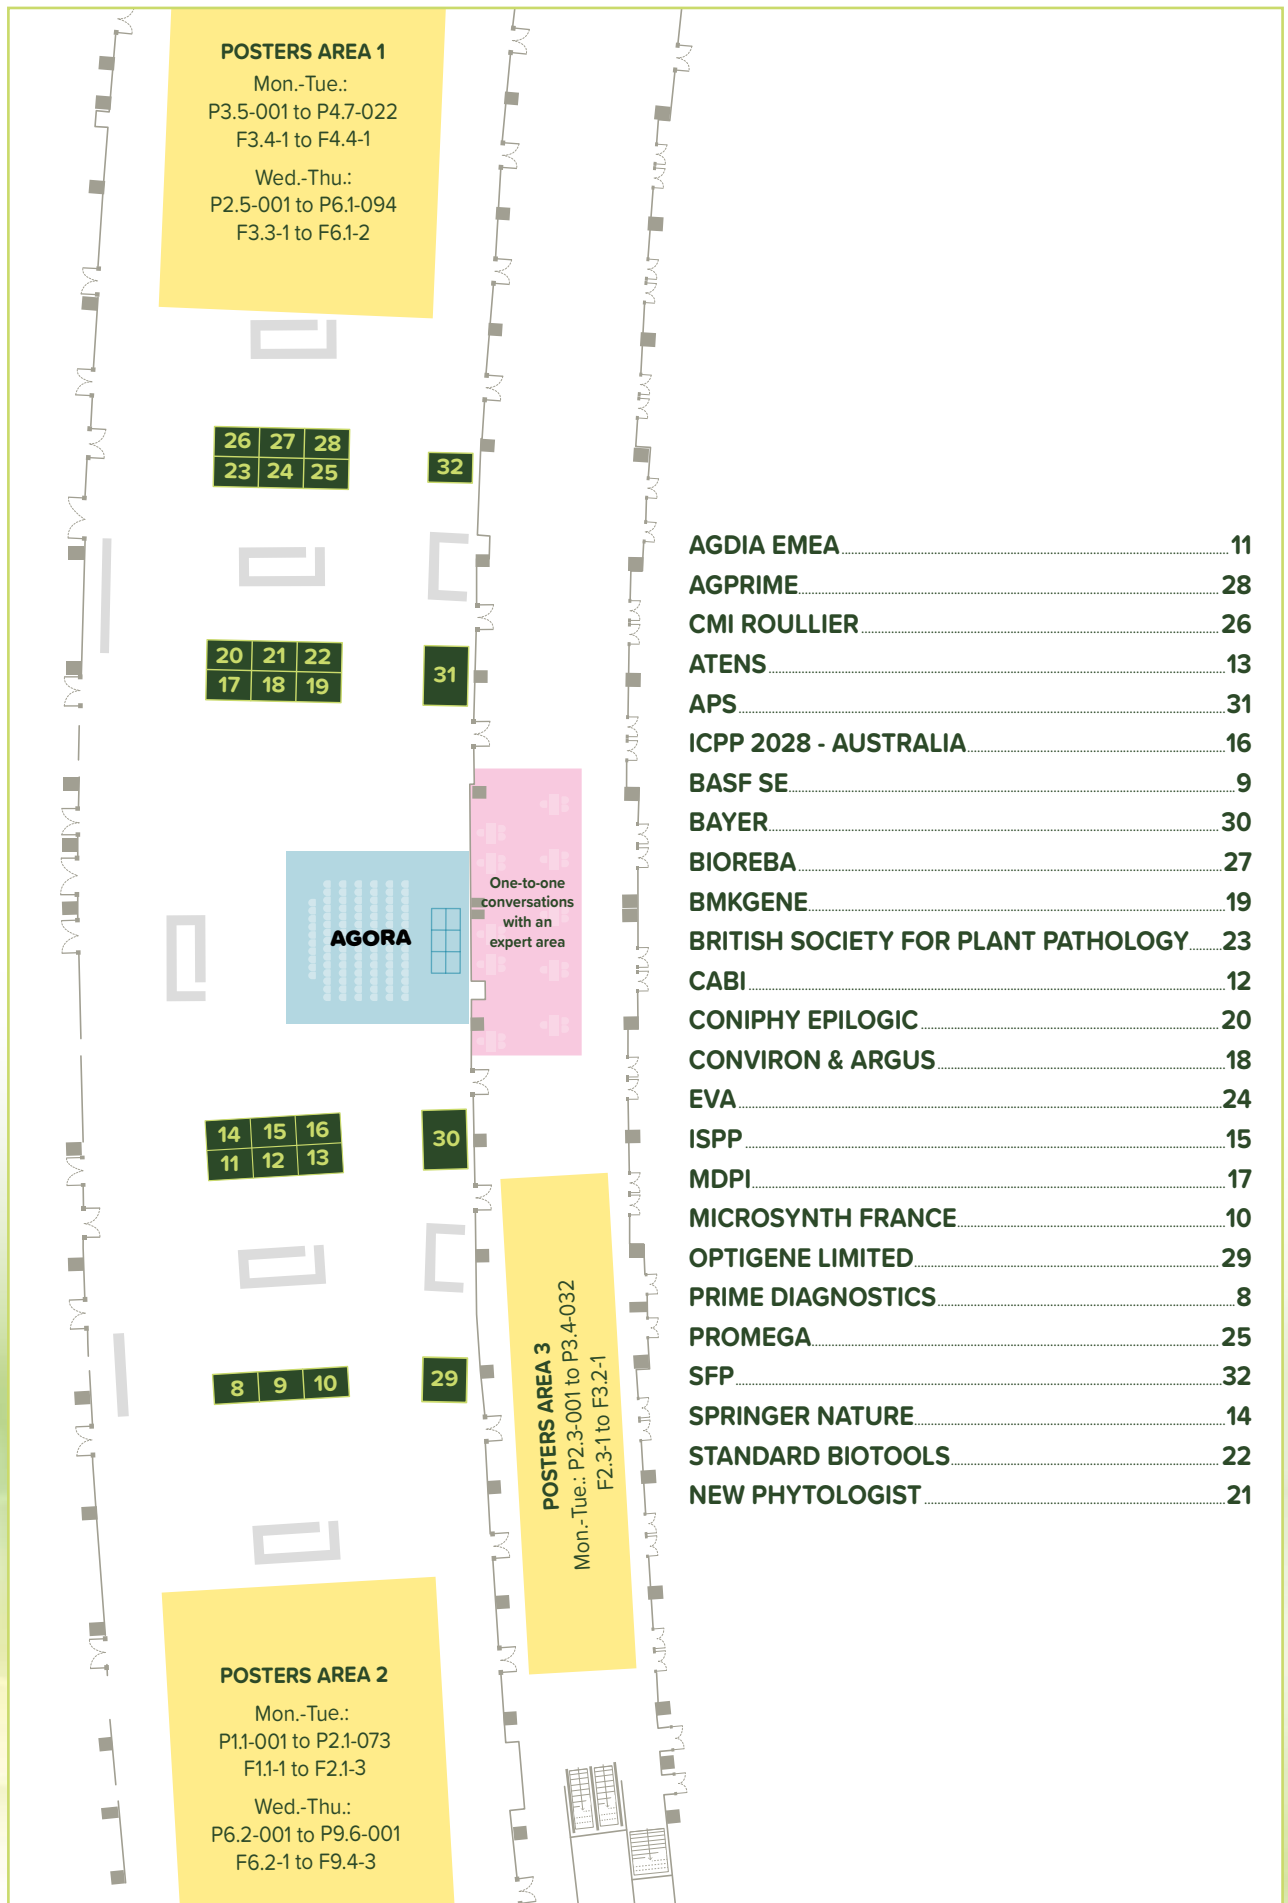 POSTERS AREA 1
Mon.-Tue.:
P3.5-001 to P4.7-022
F3.4-1 to F4.4-1
Wed.-Thu.:
P2.5-001 to P6.1-094
F3.3-1 to F6.1-2
26 27 28
23 24 25
32
20 21 22
17 18 19
31
AGORA
One-to-one
conversations
with an
expert area
14 15 16
11 12 13
30
8 9 10
29
POSTERS AREA 3
Mon.-Tue.: P2.3-001 to P3.4-032
F2.3-1 to F3.2-1
POSTERS AREA 2
Mon.-Tue.:
P1.1-001 to P2.1-073
F1.1-1 to F2.1-3
Wed.-Thu.:
P6.2-001 to P9.6-001
F6.2-1 to F9.4-3
AGDIA EMEA 11
AGPRIME 28
CMI ROULLIER 26
ATENS 13
APS 31
ICPP 2028 - AUSTRALIA 16
BASF SE 9
BAYER 30
BIOREBA 27
BMKGENE 19
BRITISH SOCIETY FOR PLANT PATHOLOGY 23
CABI 12
CONIPHY EPILOGIC 20
CONVIRON & ARGUS 18
EVA 24
ISPP 15
MDPI 17
MICROSYNTH FRANCE 10
OPTIGENE LIMITED 29
PRIME DIAGNOSTICS 8
PROMEGA 25
SFP 32
SPRINGER NATURE 14
STANDARD BIOTOOLS 22
NEW PHYTOLOGIST 21